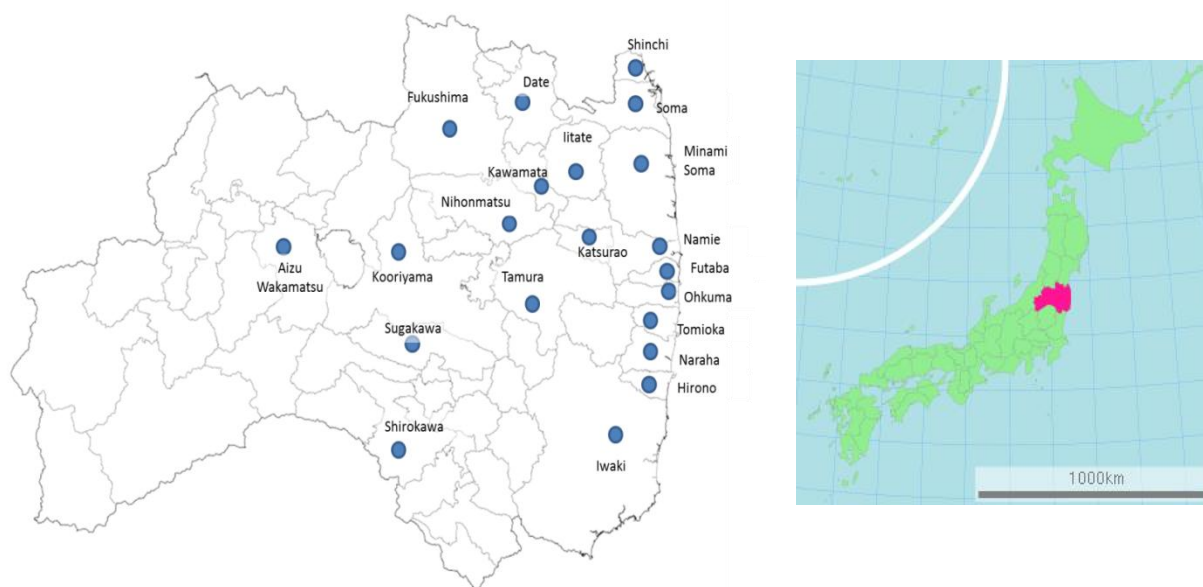 Shinchi
Date
Fukushima
Soma
Iitate
Minami
Soma
Kawamata
Nihonmatsu
Namie
Katsurao
Aizu
Wakamatsu
Kooriyama
Tamura
Futaba
Ohkuma
Tomioka
Sugakawa
Naraha
Hirono
Shirokawa
Iwaki
1000km